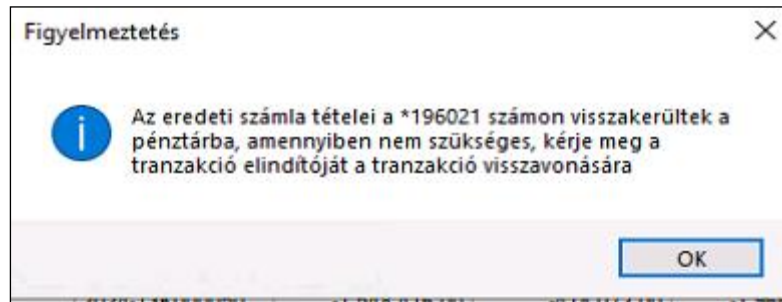 Figyelmeztetés
Az eredeti számla tételei a *196021 számon visszakerültek a
pénztárba, amennyiben nem szükséges, kérje meg a
tranzakció elindítóját a tranzakció visszavonására
OK